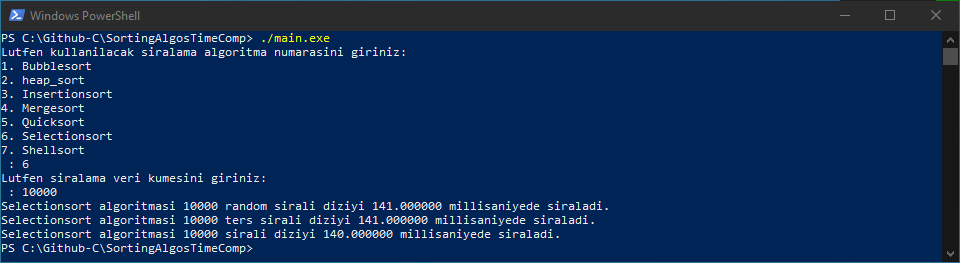 Windows PowerShell
PS C:\Github-C\SortingAlgosTimeComp> ./main.exe
Lutfen kullanilacak siralama algoritma numarasini giriniz:
1. Bubblesort
2. heap_sort
3. Insertionsort
4. Mergesort
5. Quicksort
6. Selectionsort
7. Shellsort
 : 6
Lutfen siralama veri kumesini giriniz:
 : 10000
Selectionsort algoritmasi 10000 random sirali diziyi 141.000000 millisaniyede siraladi.
Selectionsort algoritmasi 10000 ters sirali diziyi 141.000000 millisaniyede siraladi.
Selectionsort algoritmasi 10000 sirali diziyi 140.000000 millisaniyede siraladi.
PS C:\Github-C\SortingAlgosTimeComp>